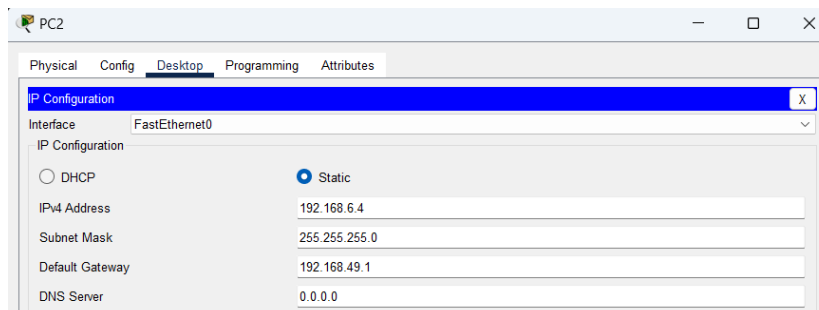 PC2
Physical Config Desktop Programming Attributes
IP Configuration X
Interface FastEthernet0
IP Configuration
DHCP Static
IPv4 Address 192.168.6.4
Subnet Mask 255.255.255.0
Default Gateway 192.168.49.1
DNS Server 0.0.0.0